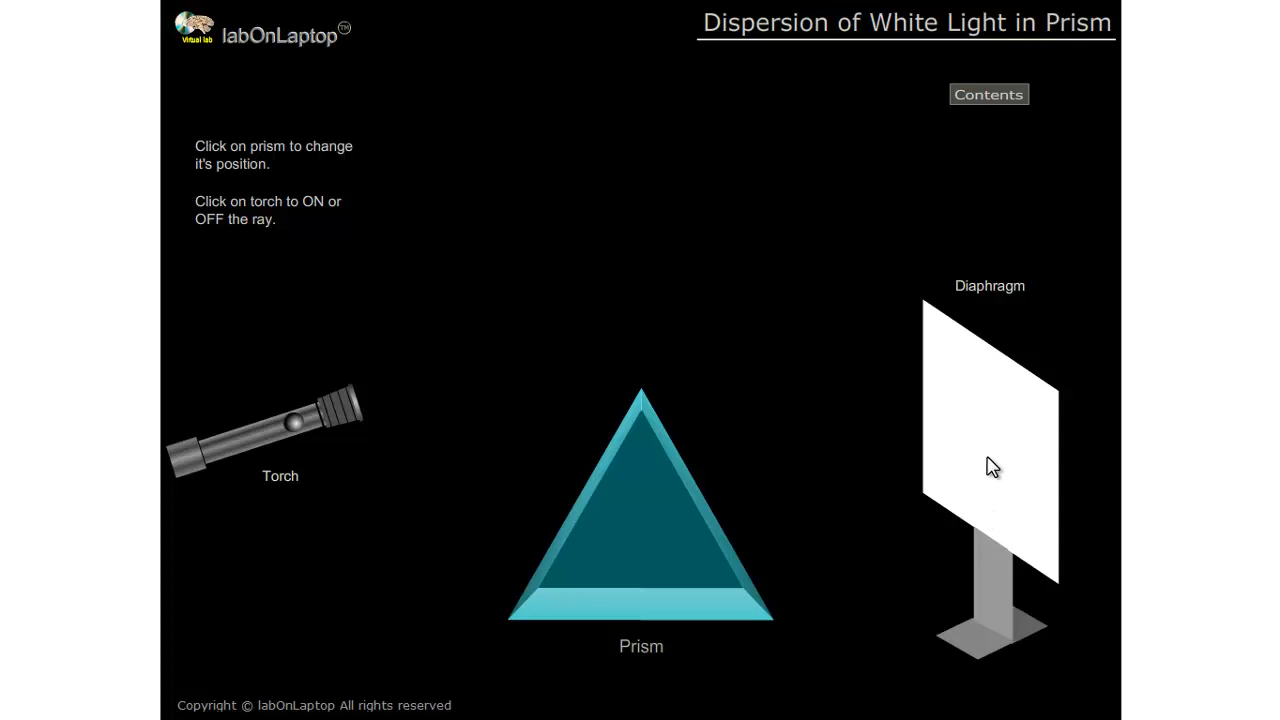 Virtual lab
labOnLaptop™
Dispersion of White Light in Prism
Contents
Click on prism to change
it's position.
Click on torch to ON or
OFF the ray.
Diaphragm
Torch
Prism
Copyright © labOnLaptop All rights reserved